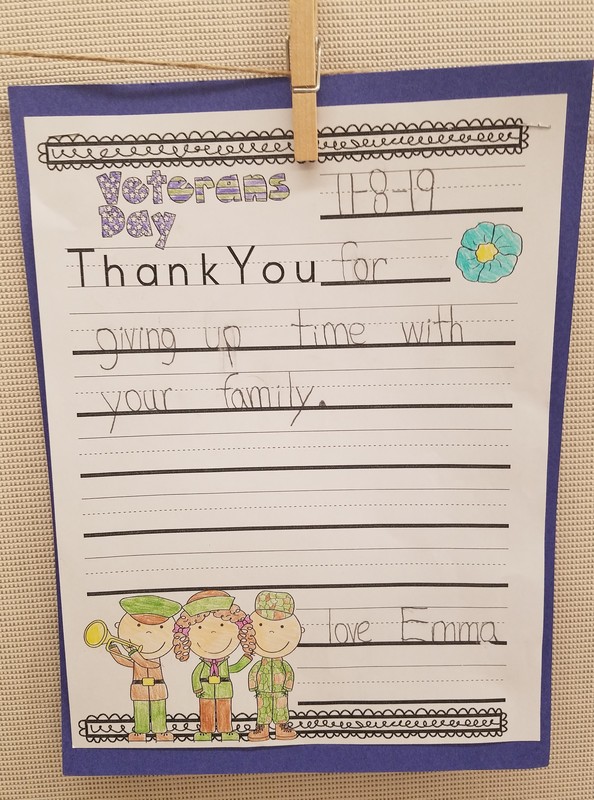 Veterans
Day
11-8-19
Thank You for
giving up time with
your family.
love Emma